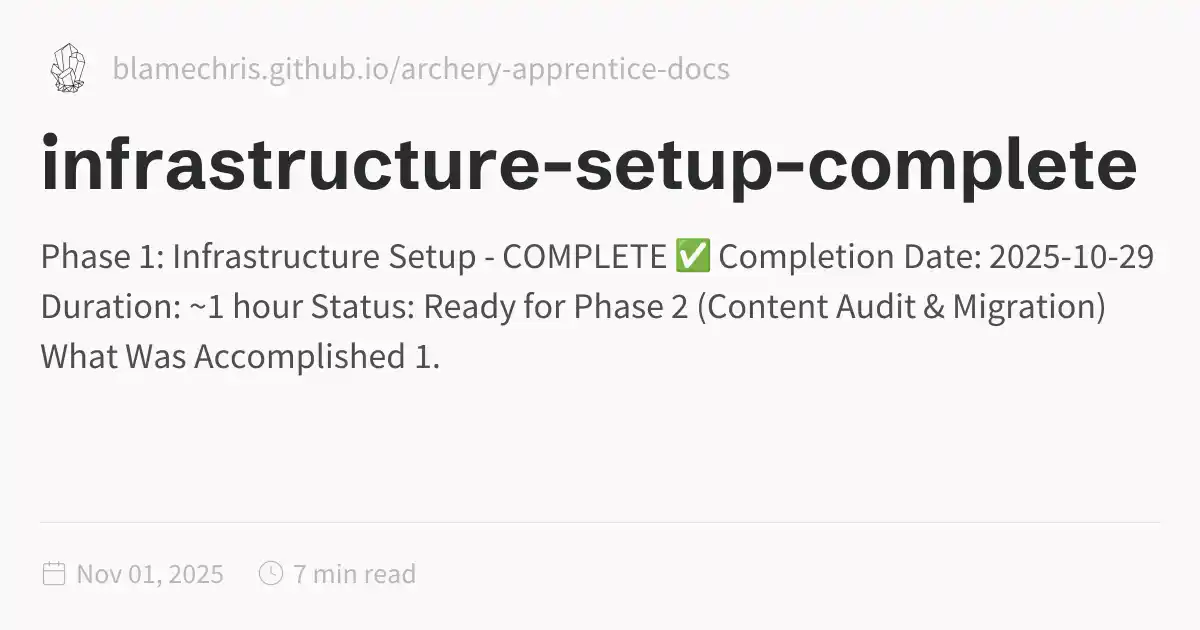 blamechris.github.io/archery-apprentice-docs
infrastructure-setup-complete
Phase 1: Infrastructure Setup - COMPLETE ✅ Completion Date: 2025-10-29
Duration: ~1 hour Status: Ready for Phase 2 (Content Audit & Migration)
What Was Accomplished 1.
Nov 01, 2025 7 min read